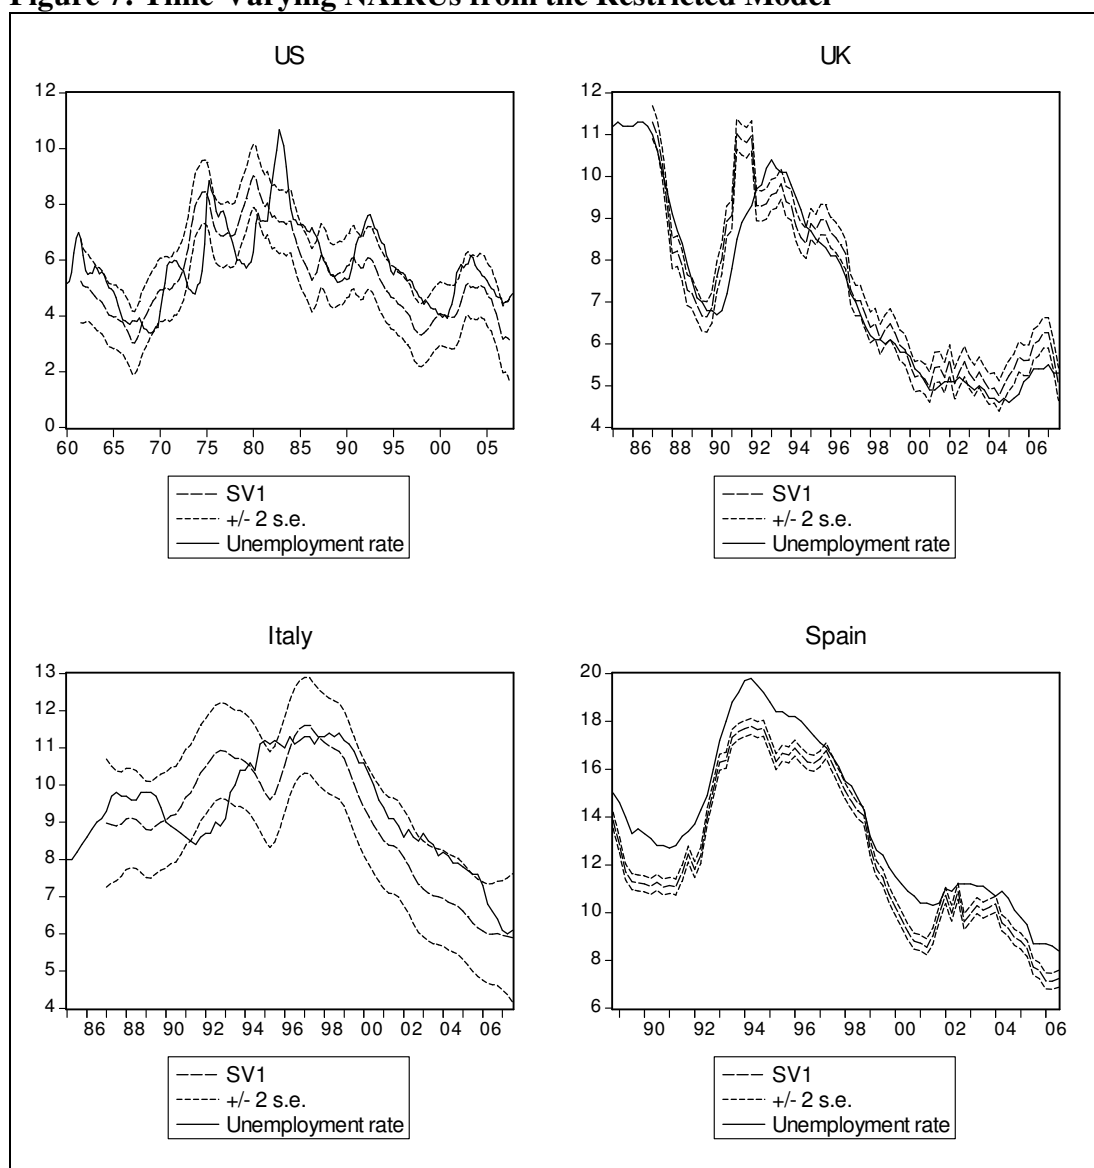 Figure 7: Time-Varying NAIRUs from the Restricted Model
US
12
10
8
6
4
2
0
60 65 70 75 80 85 90 95 00 05
SV1
+/- 2 s.e.
Unemployment rate
UK
12
11
10
9
8
7
6
5
4
86 88 90 92 94 96 98 00 02 04 06
SV1
+/- 2 s.e.
Unemployment rate
Italy
13
12
11
10
9
8
7
6
5
4
86 88 90 92 94 96 98 00 02 04 06
SV1
+/- 2 s.e.
Unemployment rate
Spain
20
18
16
14
12
10
8
6
90 92 94 96 98 00 02 04 06
SV1
+/- 2 s.e.
Unemployment rate